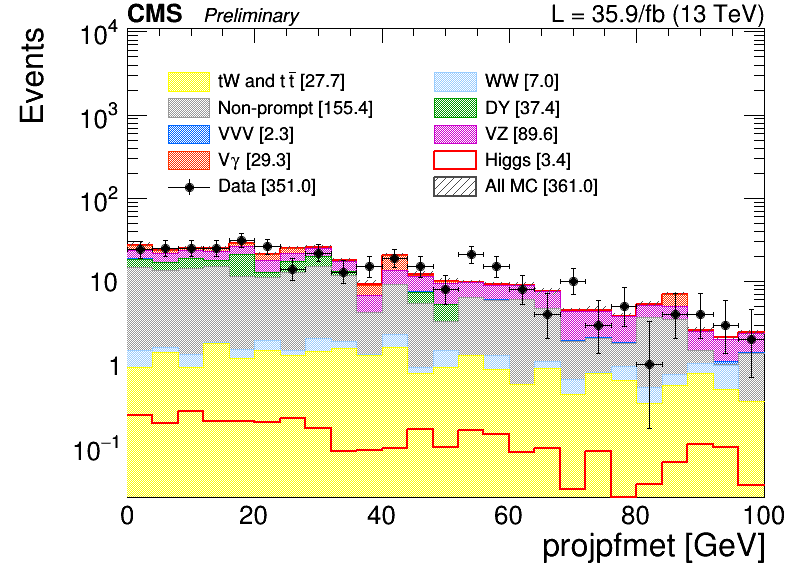 CMS Preliminary L = 35.9/fb (13 TeV)
Events
10⁴
10³
10²
10
1
10⁻¹
tW and tt̄ [27.7]
Non-prompt [155.4]
VVV [2.3]
Vγ [29.3]
Data [351.0]
WW [7.0]
DY [37.4]
VZ [89.6]
Higgs [3.4]
All MC [361.0]
0 20 40 60 80 100
projpfmet [GeV]